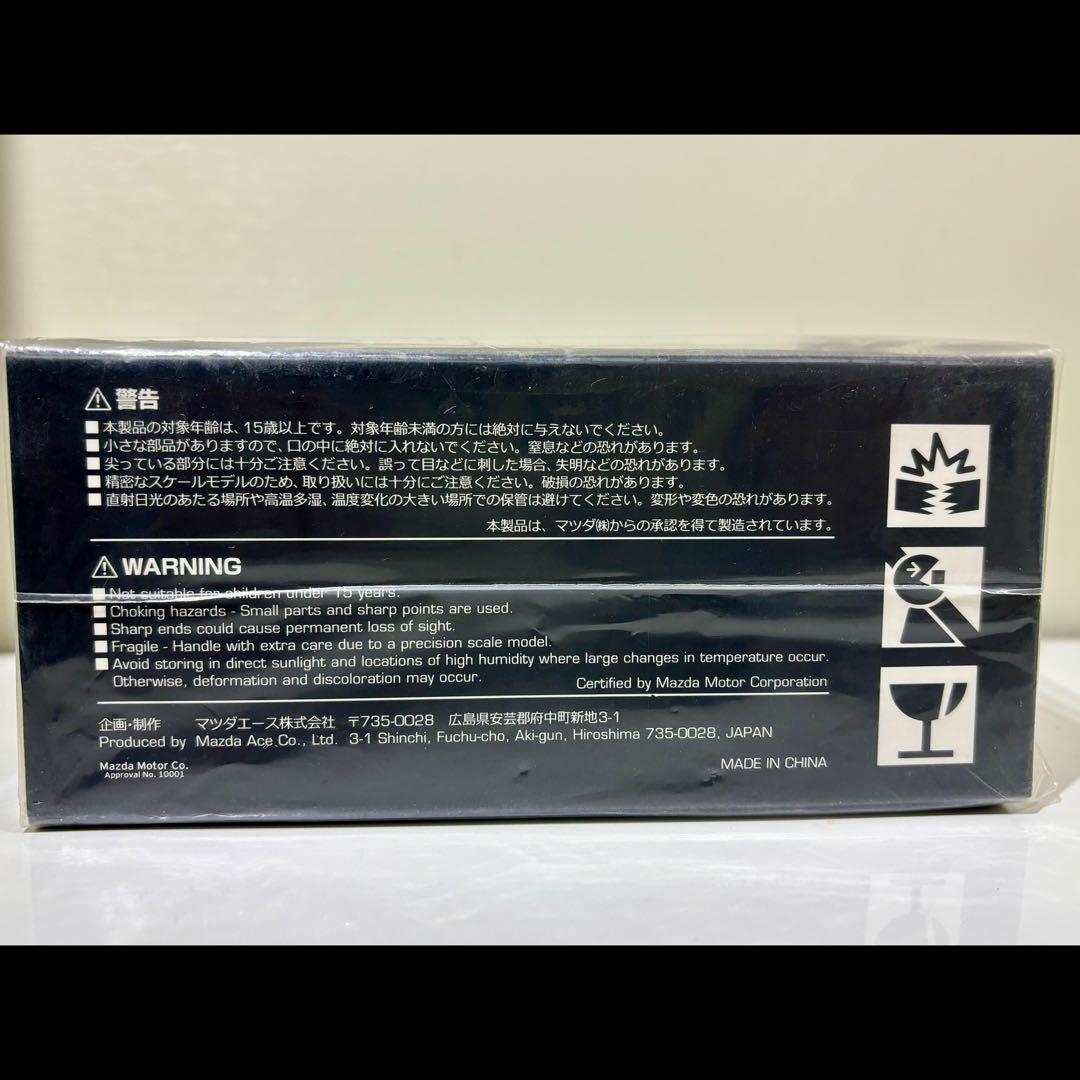 ⚠警告
■本製品の対象年齢は、15歳以上です。対象年齢未満の方には絶対に与えないでください。
■小さな部品がありますので、口の中に絶対に入れないでください。窒息などの恐れがあります。
■尖っている部分には十分ご注意ください。誤って目などに刺した場合、失明などの恐れがあります。
■精密なスケールモデルのため、取り扱いには十分にご注意ください。破損の恐れがあります。
■直射日光のあたる場所や高温多湿、温度変化の大きい場所での保管は避けてください。変形や変色の恐れがあります。
本製品は、マツダ㈱からの承認を得て製造されています。
⚠WARNING
■Not suitable for children under 15 years.
■Choking hazards - Small parts and sharp points are used.
■Sharp ends could cause permanent loss of sight.
■Fragile - Handle with extra care due to a precision scale model.
■Avoid storing in direct sunlight and locations of high humidity where large changes in temperature occur.
Otherwise, deformation and discoloration may occur.
Certified by Mazda Motor Corporation
企画・制作 マツダエース株式会社 〒735-0028 広島県安芸郡府中町新地3-1
Produced by Mazda Ace Co., Ltd. 3-1 Shinchi, Fuchu-cho, Aki-gun, Hiroshima 735-0028, JAPAN
Mazda Motor Co.
Approval No. 10001
MADE IN CHINA